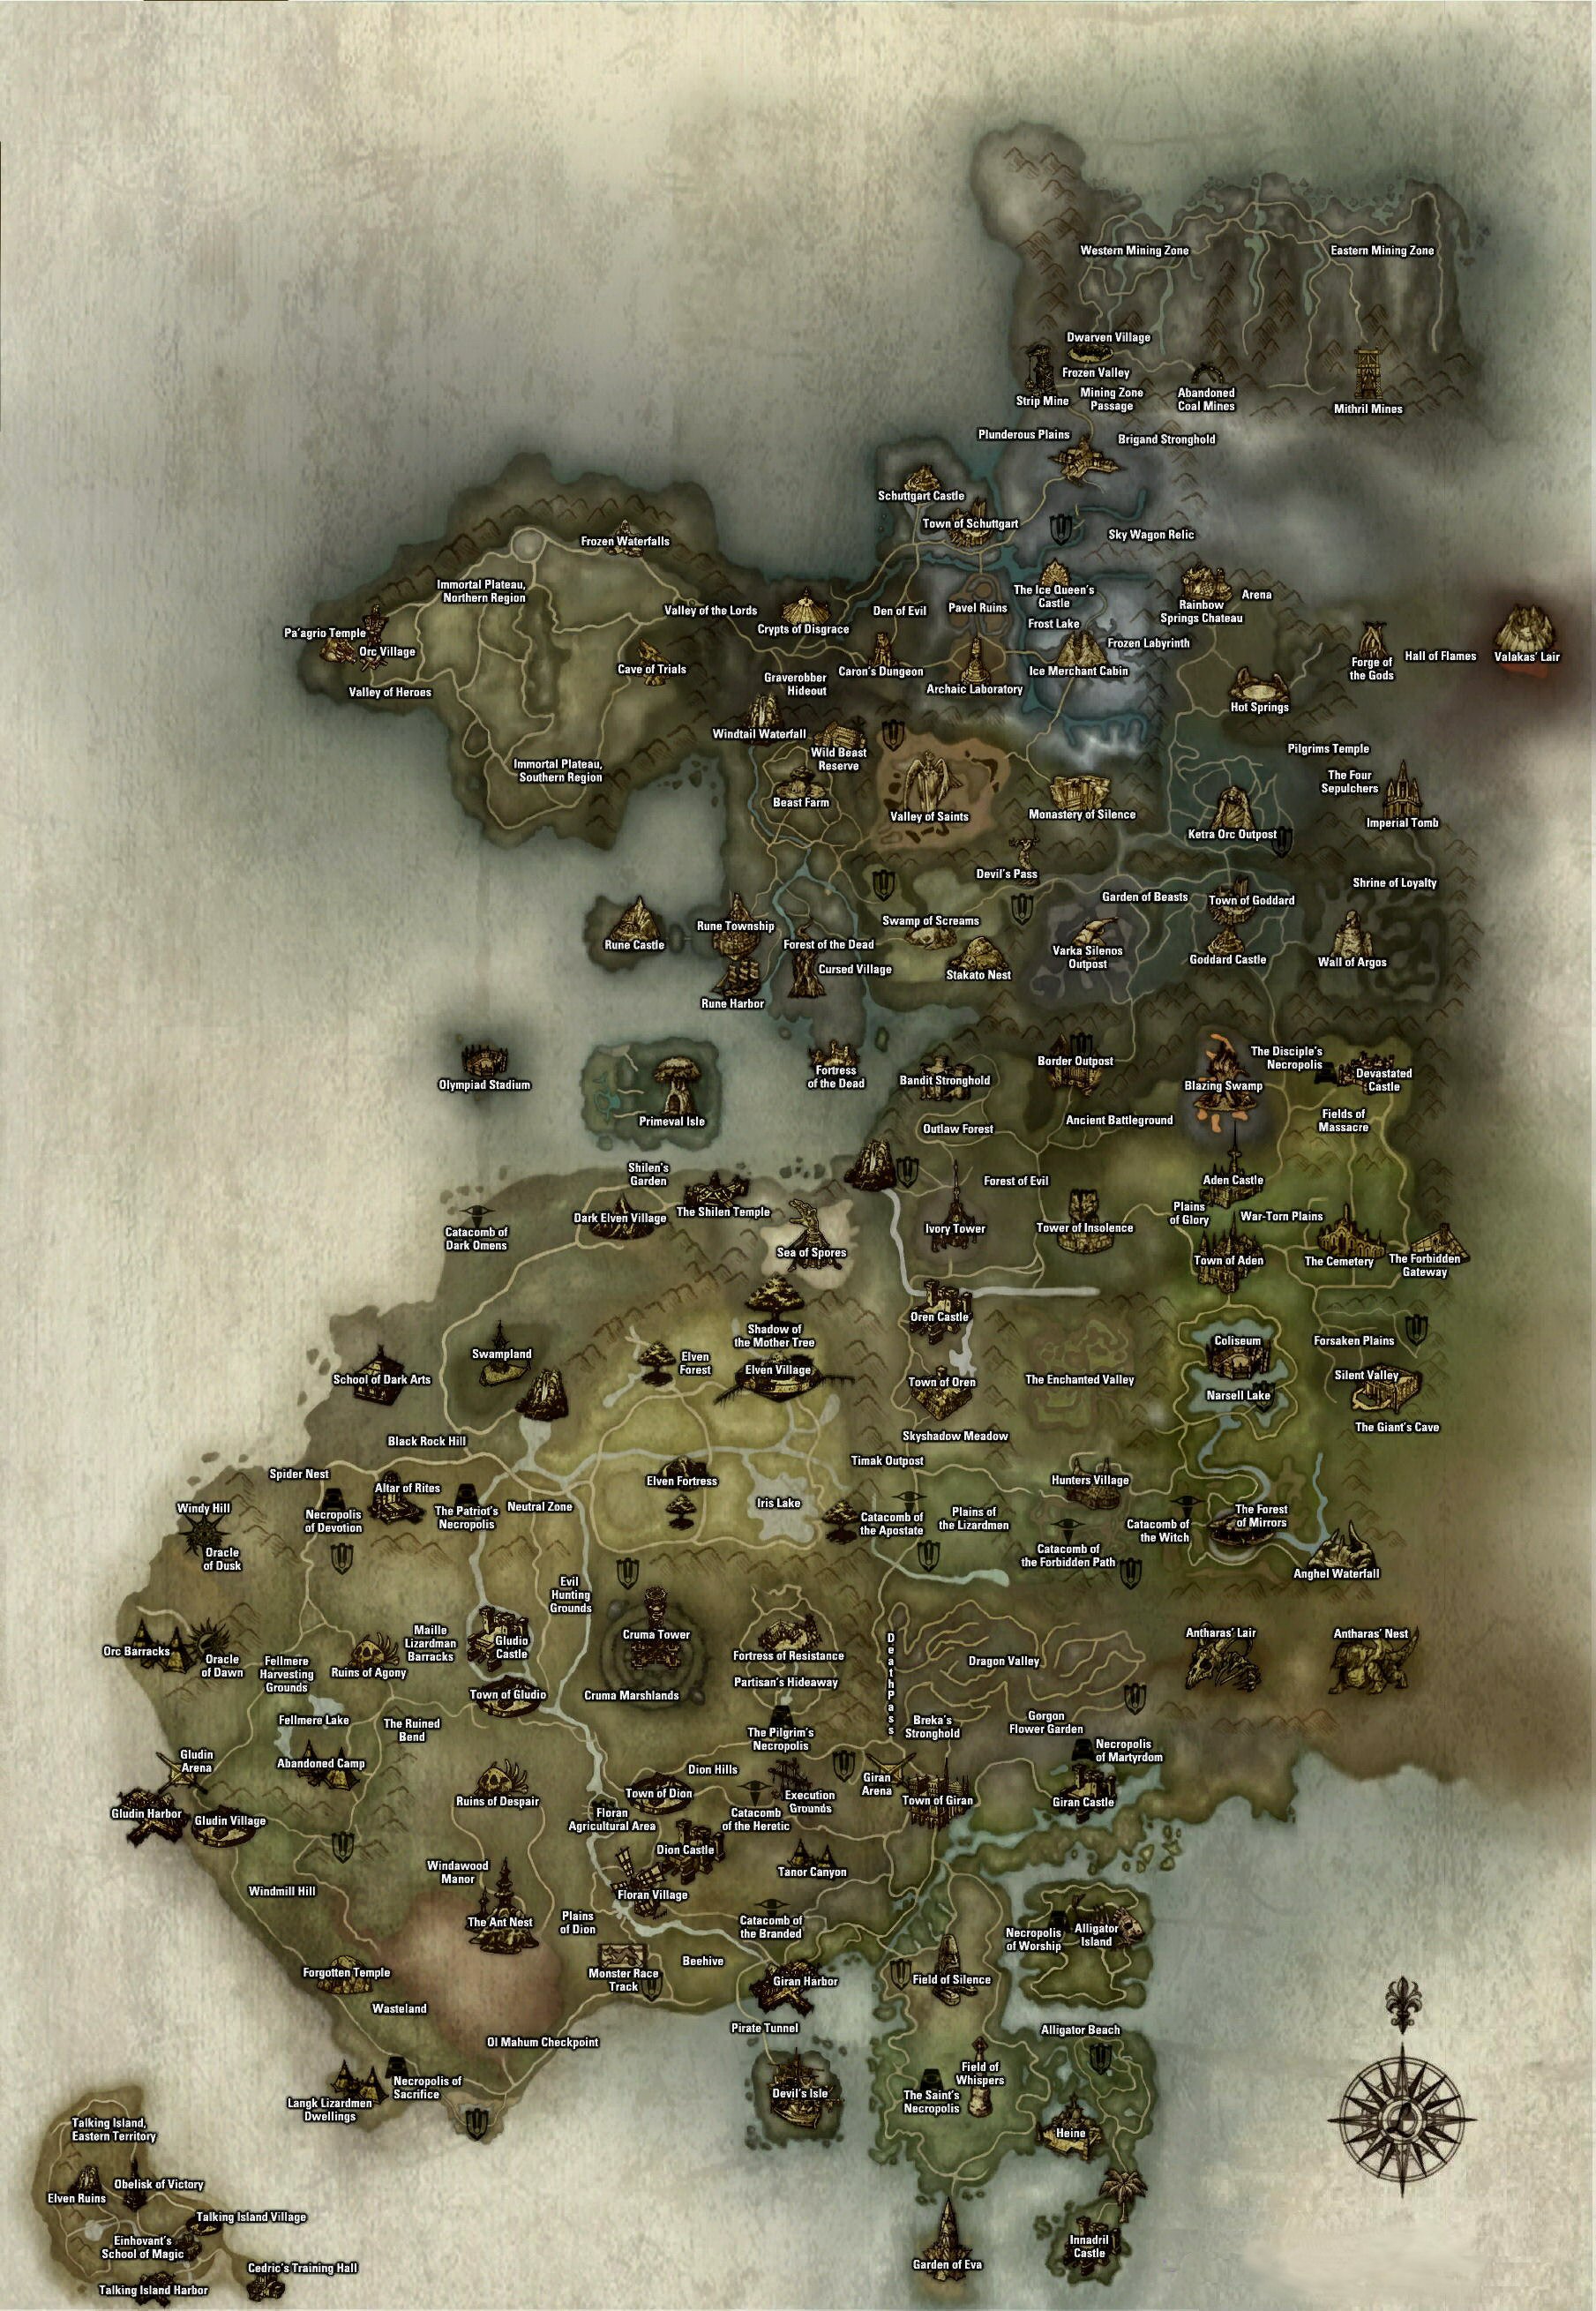 Western Mining Zone
Eastern Mining Zone
Dwarven Village
Frozen Valley
Strip Mine
Mining Zone
Passage
Abandoned
Coal Mines
Mithril Mines
Plunderous Plains
Brigand Stronghold
Schuttgart Castle
Town of Schuttgart
Sky Wagon Relic
Frozen Waterfalls
Immortal Plateau,
Northern Region
Valley of the Lords
Crypts of Disgrace
Den of Evil
Pavel Ruins
The Ice Queen's
Castle
Rainbow
Springs Chateau
Arena
Pa'agrio Temple
Orc Village
Frost Lake
Frozen Labyrinth
Forge of
the Gods
Hall of Flames
Valakas' Lair
Cave of Trials
Caron's Dungeon
Ice Merchant Cabin
Valley of Heroes
Graverobber
Hideout
Archaic Laboratory
Hot Springs
Windtail Waterfall
Wild Beast
Reserve
Pilgrims Temple
Immortal Plateau,
Southern Region
Beast Farm
Valley of Saints
Monastery of Silence
The Four
Sepulchers
Imperial Tomb
Ketra Orc Outpost
Devil's Pass
Shrine of Loyalty
Garden of Beasts
Town of Goddard
Rune Castle
Rune Township
Swamp of Screams
Forest of the Dead
Cursed Village
Stakato Nest
Varka Silenos
Outpost
Goddard Castle
Wall of Argos
Rune Harbor
Olympiad Stadium
Primeval Isle
Fortress
of the Dead
Bandit Stronghold
Border Outpost
The Disciple's
Necropolis
Devastated
Castle
Blazing Swamp
Outlaw Forest
Ancient Battleground
Fields of
Massacre
Shilen's
Garden
Forest of Evil
Aden Castle
Dark Elven Village
The Shilen Temple
Catacomb of
Dark Omens
Sea of Spores
Ivory Tower
Tower of Insolence
Plains
of Glory
War-Torn Plains
Town of Aden
The Cemetery
The Forbidden
Gateway
Oren Castle
Shadow of
the Mother Tree
Coliseum
Forsaken Plains
Swampland
Elven
Forest
Elven Village
School of Dark Arts
Town of Oren
The Enchanted Valley
Narsell Lake
Silent Valley
The Giant's Cave
Black Rock Hill
Skyshadow Meadow
Spider Nest
Timak Outpost
Altar of Rites
Elven Fortress
Hunters Village
Windy Hill
Necropolis
of Devotion
The Patriot's
Necropolis
Neutral Zone
Iris Lake
Catacomb of
the Apostate
Plains of
the Lizardmen
Catacomb of
the Witch
The Forest
of Mirrors
Oracle
of Dusk
Catacomb of
the Forbidden Path
Anghel Waterfall
Evil
Hunting
Grounds
Orc Barracks
Oracle
of Dawn
Fellmere
Harvesting
Grounds
Ruins of Agony
Maille
Lizardman
Barracks
Gludio
Castle
Cruma Tower
Fortress of Resistance
Death Pass
Dragon Valley
Antharas' Lair
Antharas' Nest
Partisan's Hideaway
Town of Gludio
Cruma Marshlands
Fellmere Lake
The Ruined
Bend
The Pilgrim's
Necropolis
Breka's
Stronghold
Gorgon
Flower Garden
Necropolis
of Martyrdom
Gludin
Arena
Abandoned Camp
Dion Hills
Giran
Arena
Town of Giran
Giran Castle
Ruins of Despair
Town of Dion
Execution
Grounds
Gludin Harbor
Gludin Village
Floran
Agricultural Area
Catacomb
of the Heretic
Dion Castle
Windawood
Manor
Tanor Canyon
Windmill Hill
Floran Village
The Ant Nest
Plains
of Dion
Catacomb of
the Branded
Necropolis
of Worship
Alligator
Island
Beehive
Forgotten Temple
Monster Race
Track
Giran Harbor
Field of Silence
Wasteland
Pirate Tunnel
Alligator Beach
Ol Mahum Checkpoint
Necropolis of
Sacrifice
Langk Lizardmen
Dwellings
Devil's Isle
Field of
Whispers
The Saint's
Necropolis
Heine
Talking Island,
Eastern Territory
Elven Ruins
Obelisk of Victory
Talking Island Village
Einhovant's
School of Magic
Cedric's Training Hall
Talking Island Harbor
Garden of Eva
Innadril
Castle